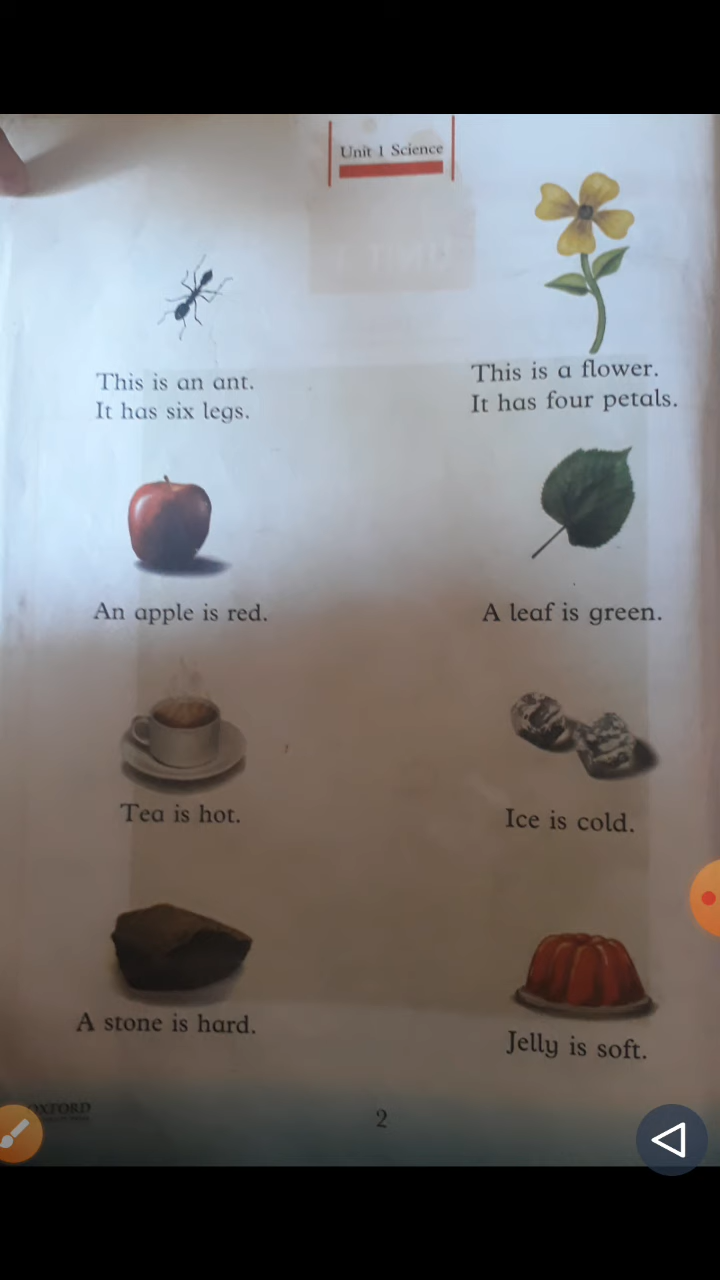 Unit 1 Science
This is an ant.
It has six legs.
This is a flower.
It has four petals.
An apple is red.
A leaf is green.
Tea is hot.
Ice is cold.
A stone is hard.
Jelly is soft.
OXFORD
2